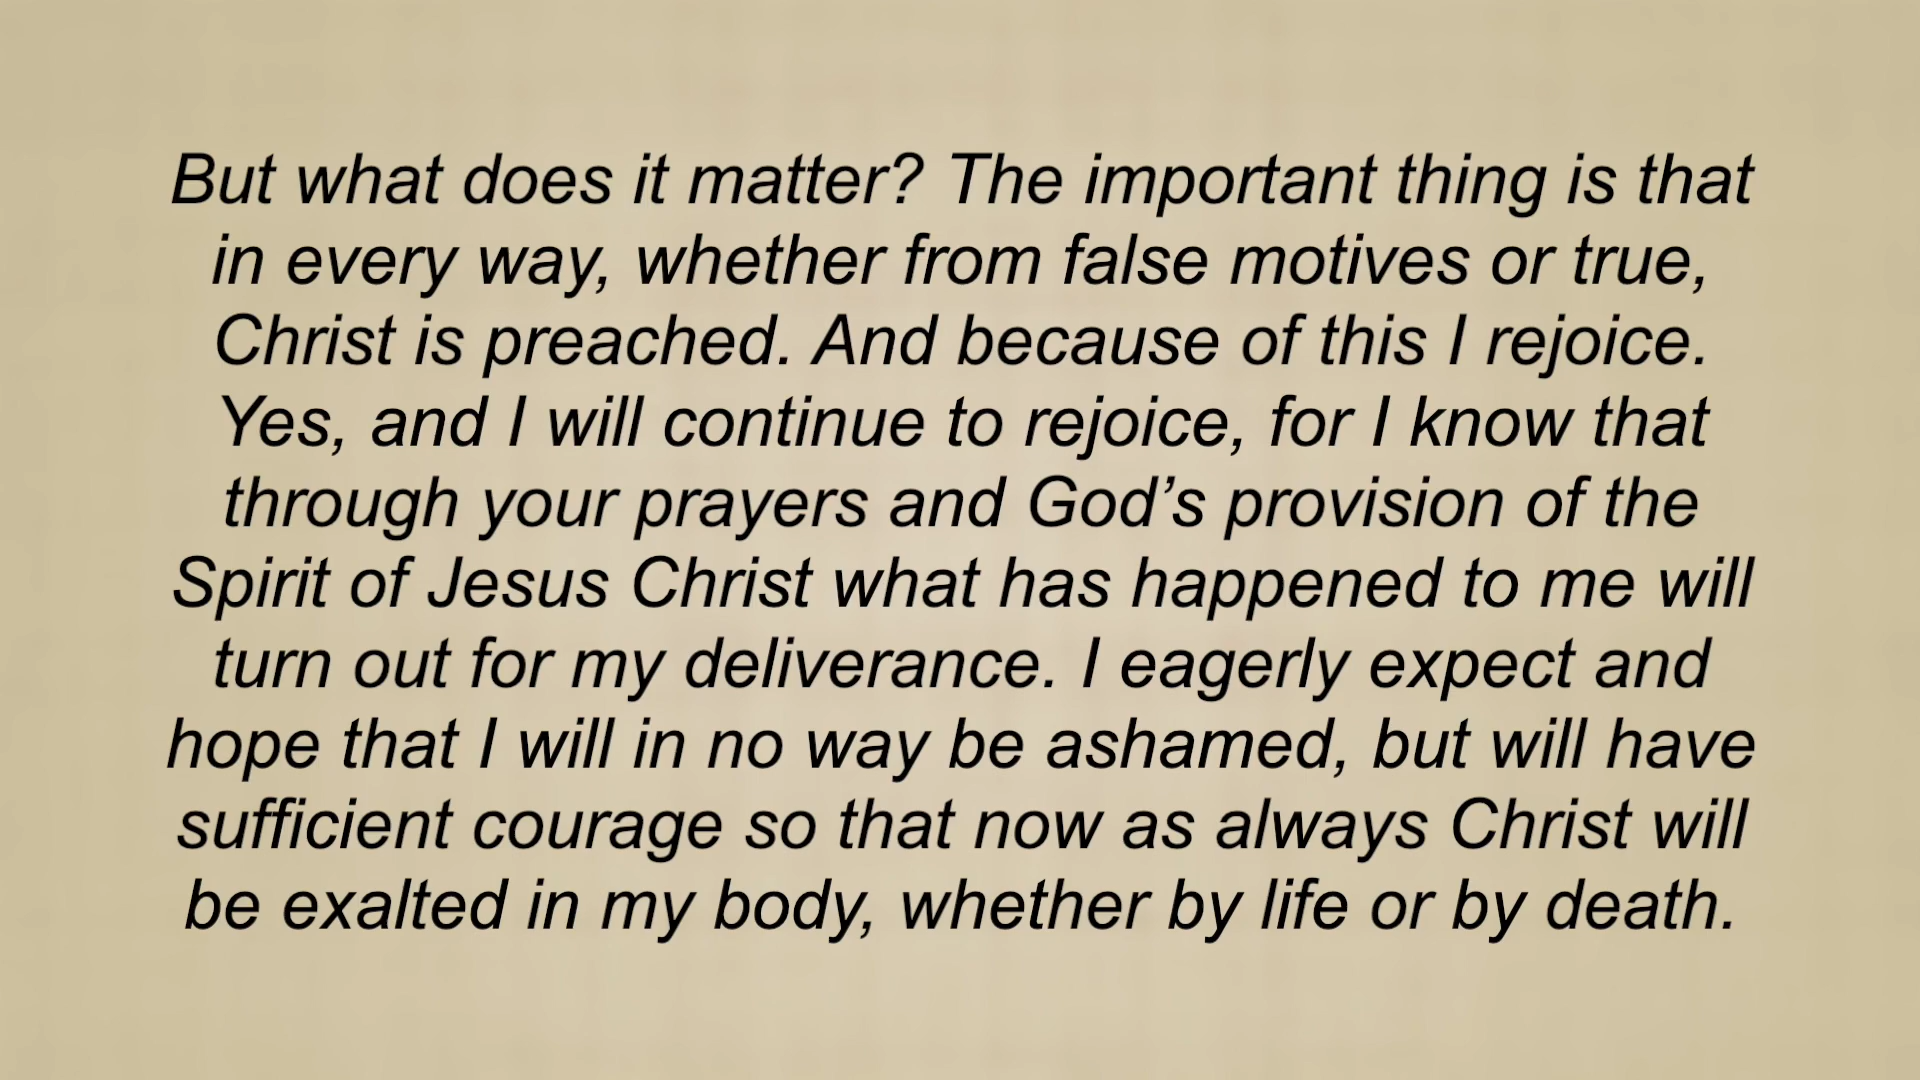 But what does it matter? The important thing is that
in every way, whether from false motives or true,
Christ is preached. And because of this I rejoice.
Yes, and I will continue to rejoice, for I know that
through your prayers and God’s provision of the
Spirit of Jesus Christ what has happened to me will
turn out for my deliverance. I eagerly expect and
hope that I will in no way be ashamed, but will have
sufficient courage so that now as always Christ will
be exalted in my body, whether by life or by death.